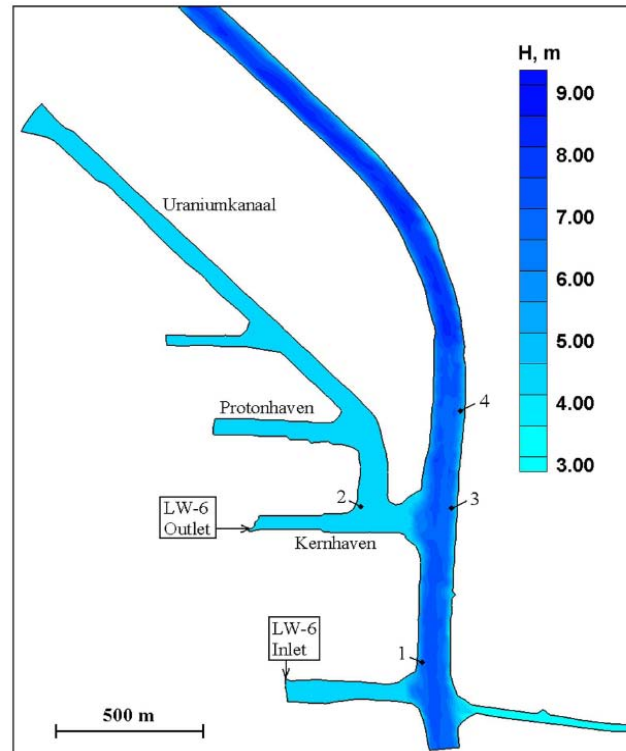 H, m
9.00
8.00
7.00
6.00
5.00
4.00
3.00
Uraniumkanaal
Protonhaven
4
2
3
LW-6
Outlet
Kernhaven
LW-6
Inlet
1
500 m